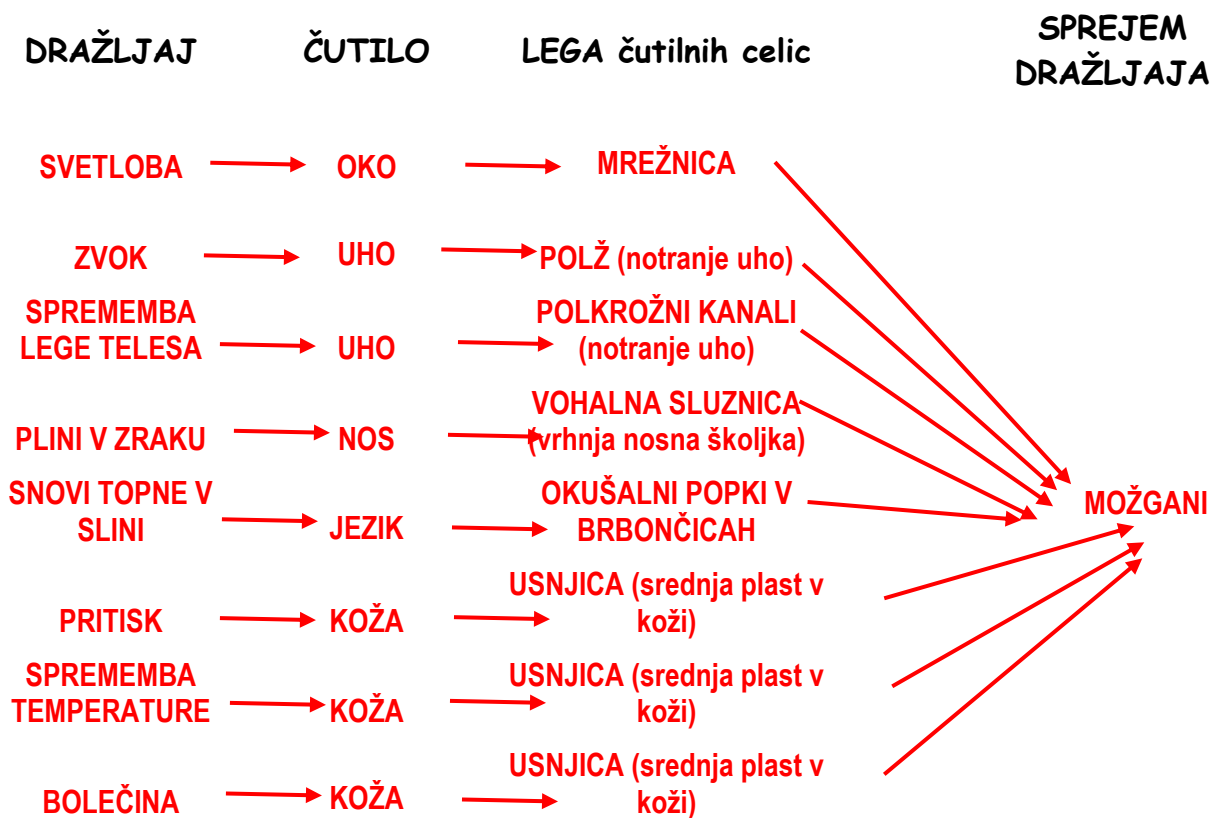 DRAŽLJAJ ČUTILO LEGA čutilnih celic SPREJEM
DRAŽLJAJA
SVETLOBA OKO MREŽNICA
ZVOK UHO POLŽ (notranje uho)
SPREMEMBA
LEGE TELESA UHO POLKROŽNI KANALI
(notranje uho)
PLINI V ZRAKU NOS VOHALNA SLUZNICA
(vrhnja nosna školjka)
SNOVI TOPNE V
SLINI JEZIK OKUŠALNI POPKI V
BRBONČICAH
MOŽGANI
PRITISK KOŽA USNJICA (srednja plast v
koži)
SPREMEMBA
TEMPERATURE KOŽA USNJICA (srednja plast v
koži)
BOLEČINA KOŽA USNJICA (srednja plast v
koži)